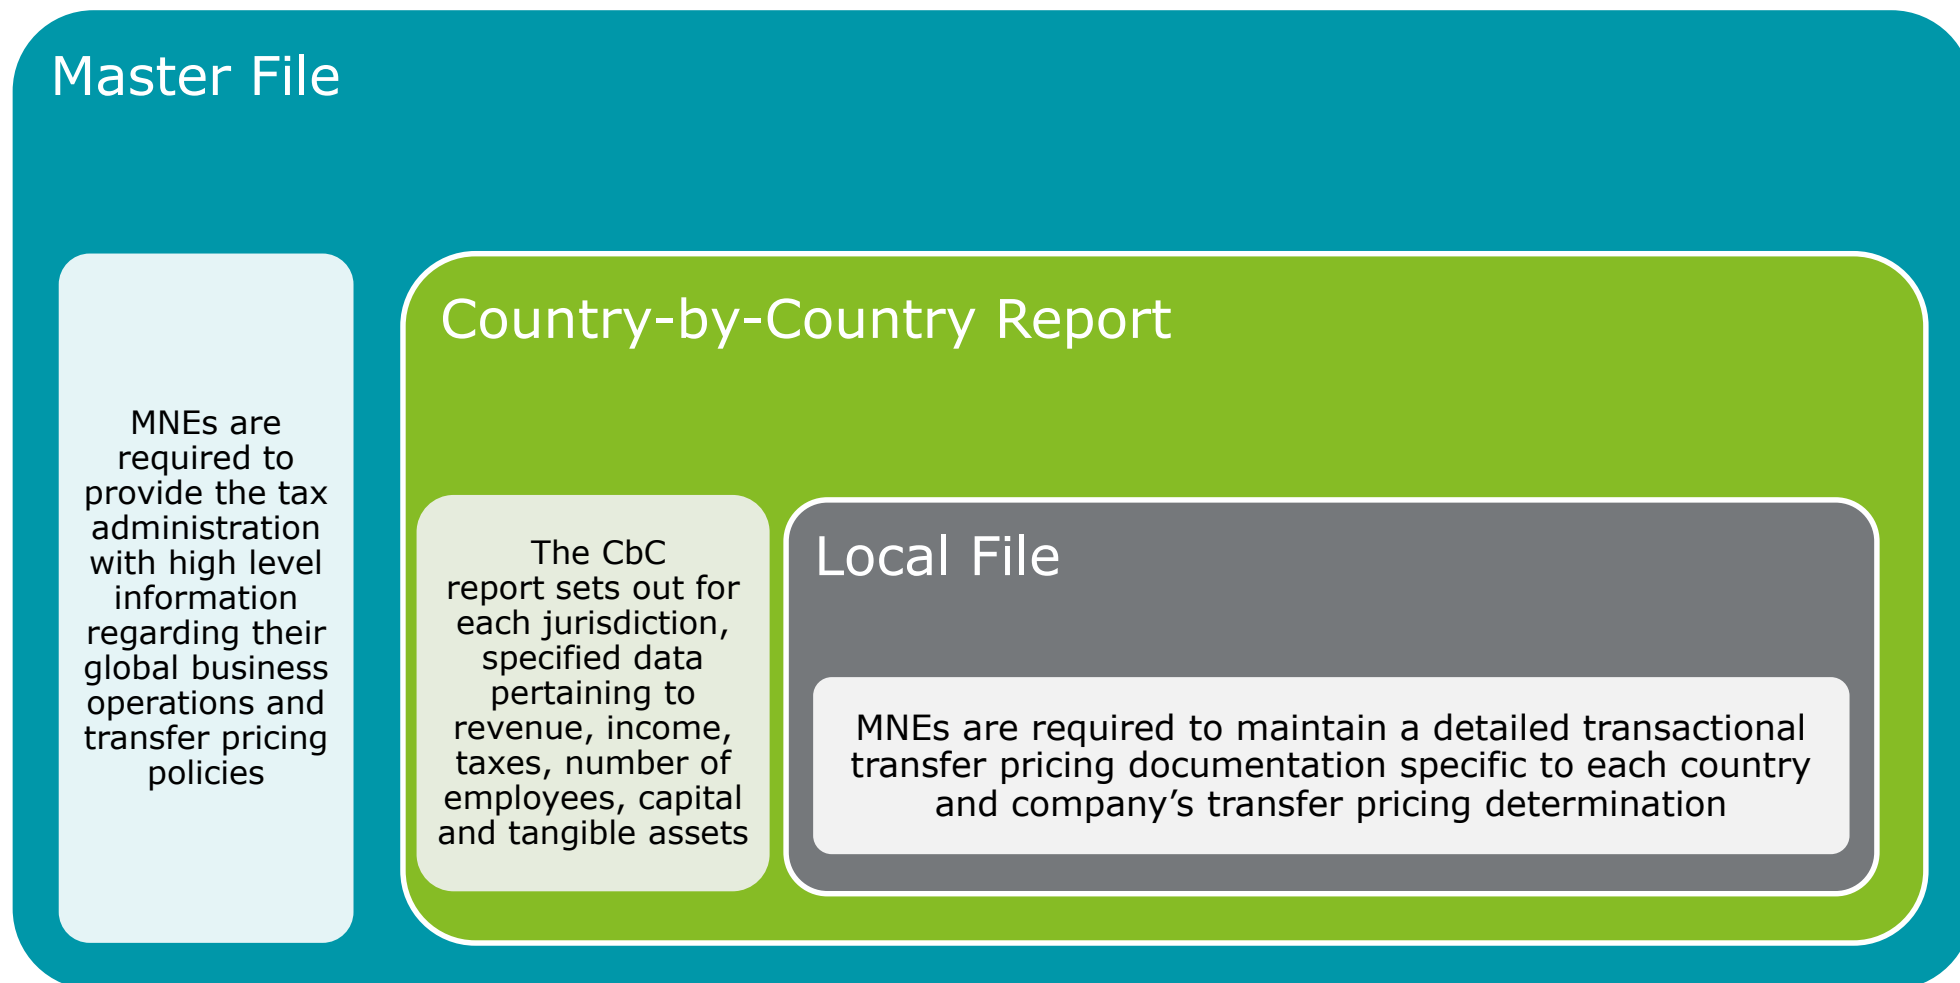 Master File
MNEs are
required to
provide the tax
administration
with high level
information
regarding their
global business
operations and
transfer pricing
policies
Country-by-Country Report
The CbC
report sets out for
each jurisdiction,
specified data
pertaining to
revenue, income,
taxes, number of
employees, capital
and tangible assets
Local File
MNEs are required to maintain a detailed transactional
transfer pricing documentation specific to each country
and company’s transfer pricing determination